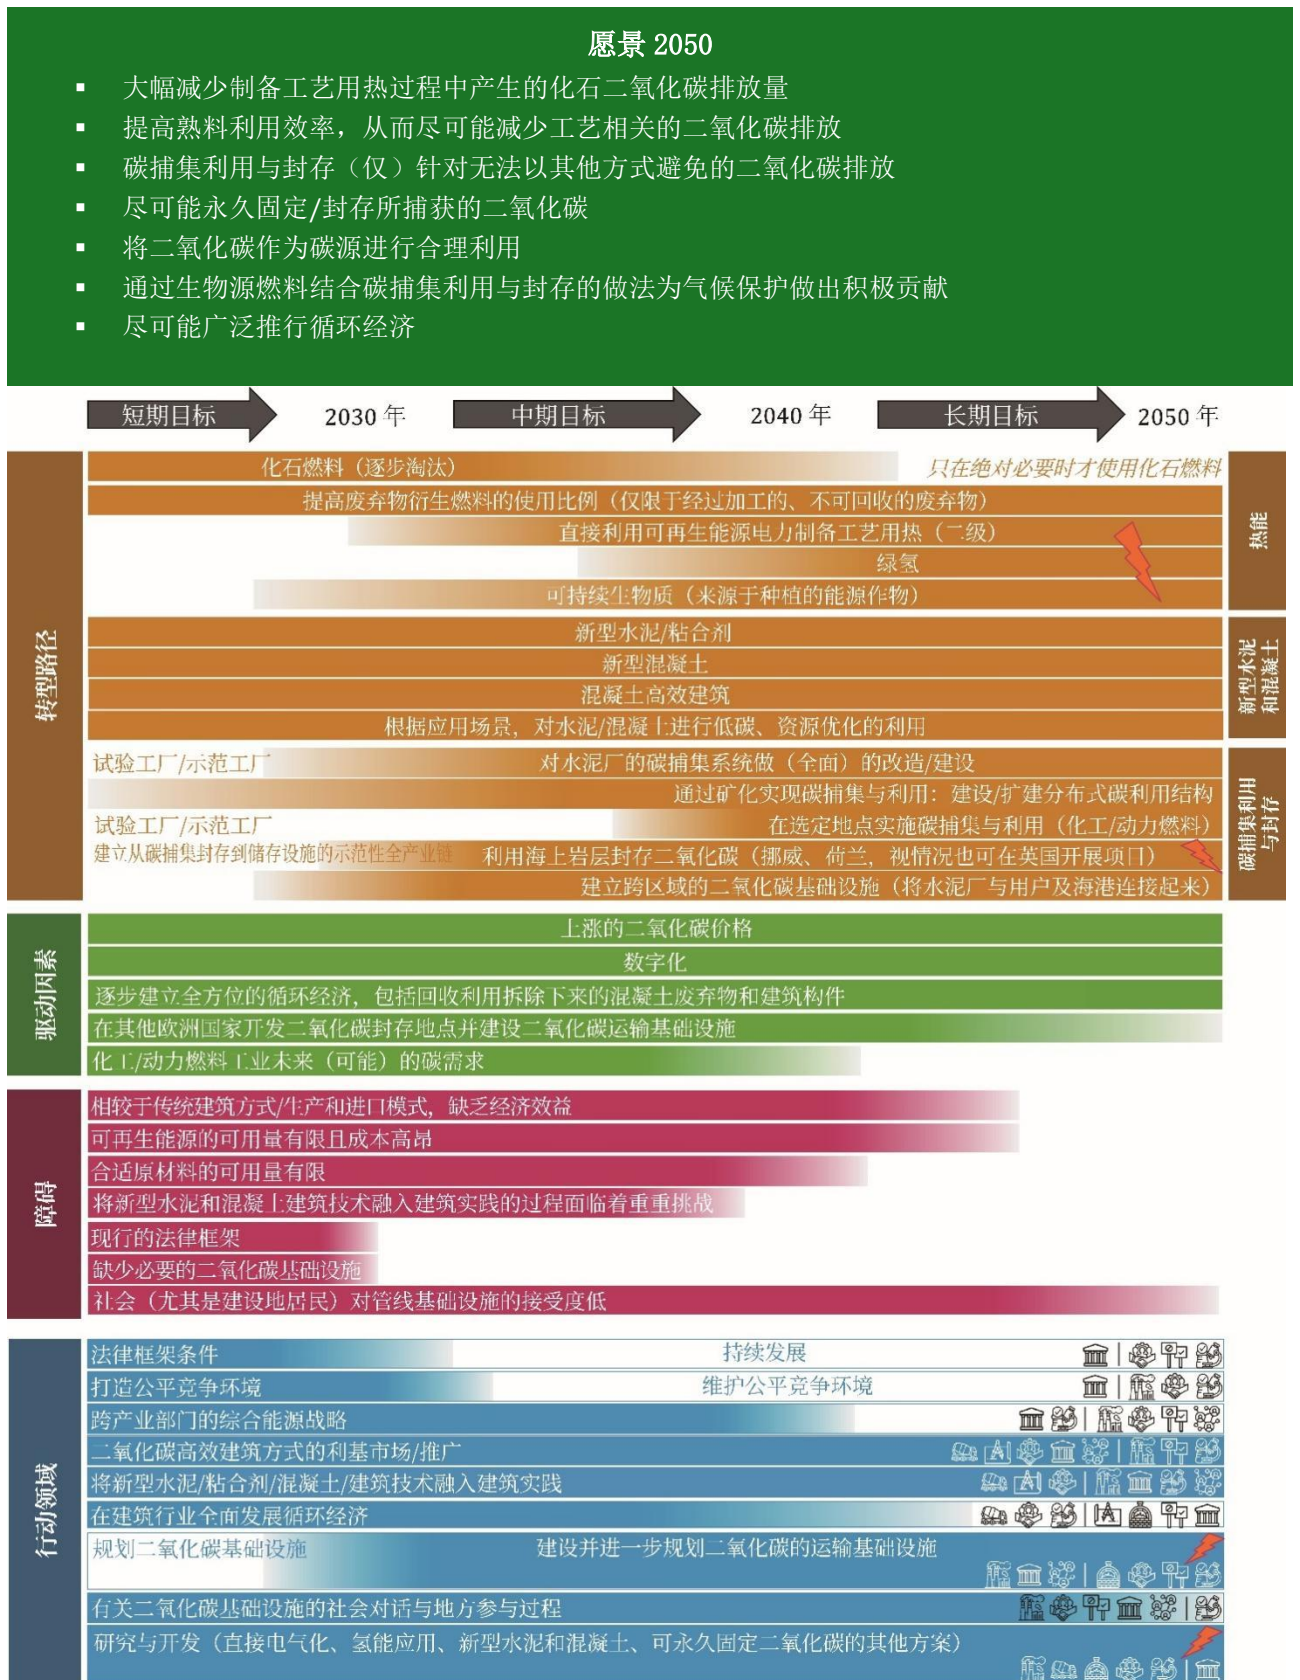 愿景 2050
▪ 大幅减少制备工艺用热过程中产生的化石二氧化碳排放量
▪ 提高熟料利用效率，从而尽可能减少工艺相关的二氧化碳排放
▪ 碳捕集利用与封存（仅）针对无法以其他方式避免的二氧化碳排放
▪ 尽可能永久固定/封存所捕获的二氧化碳
▪ 将二氧化碳作为碳源进行合理利用
▪ 通过生物源燃料结合碳捕集利用与封存的做法为气候保护做出积极贡献
▪ 尽可能广泛推行循环经济
短期目标 2030 年 中期目标 2040 年 长期目标 2050 年
转型路径
化石燃料（逐步淘汰） 只在绝对必要时才使用化石燃料
提高废弃物衍生燃料的使用比例（仅限于经过加工的、不可回收的废弃物）
直接利用可再生能源电力制备工艺用热（二级）
绿氢
可持续生物质（来源于种植的能源作物）
热能
新型水泥/粘合剂
新型混凝土
混凝土高效建筑
根据应用场景，对水泥/混凝土进行低碳、资源优化的利用
新型水泥
和混凝土
试验工厂/示范工厂 对水泥厂的碳捕集系统做（全面）的改造/建设
通过矿化实现碳捕集与利用：建设/扩建分布式碳利用结构
试验工厂/示范工厂 在选定地点实施碳捕集与利用（化工/动力燃料）
建立从碳捕集封存到储存设施的示范性全产业链 利用海上岩层封存二氧化碳（挪威、荷兰，视情况也可在英国开展项目）
建立跨区域的二氧化碳基础设施（将水泥厂与用户及海港连接起来）
碳捕集利用
与封存
驱动因素
上涨的二氧化碳价格
数字化
逐步建立全方位的循环经济，包括回收利用拆除下来的混凝土废弃物和建筑构件
在其他欧洲国家开发二氧化碳封存地点并建设二氧化碳运输基础设施
化工/动力燃料工业未来（可能）的碳需求
障碍
相较于传统建筑方式/生产和进口模式，缺乏经济效益
可再生能源的可用量有限且成本高昂
合适原材料的可用量有限
将新型水泥和混凝土建筑技术融入建筑实践的过程面临着重重挑战
现行的法律框架
缺少必要的二氧化碳基础设施
社会（尤其是建设地居民）对管线基础设施的接受度低
行动领域
法律框架条件 持续发展
打造公平竞争环境 维护公平竞争环境
跨产业部门的综合能源战略
二氧化碳高效建筑方式的利基市场/推广
将新型水泥/粘合剂/混凝土/建筑技术融入建筑实践
在建筑行业全面发展循环经济
规划二氧化碳基础设施 建设并进一步规划二氧化碳的运输基础设施
有关二氧化碳基础设施的社会对话与地方参与过程
研究与开发（直接电气化、氢能应用、新型水泥和混凝土、可永久固定二氧化碳的其他方案）